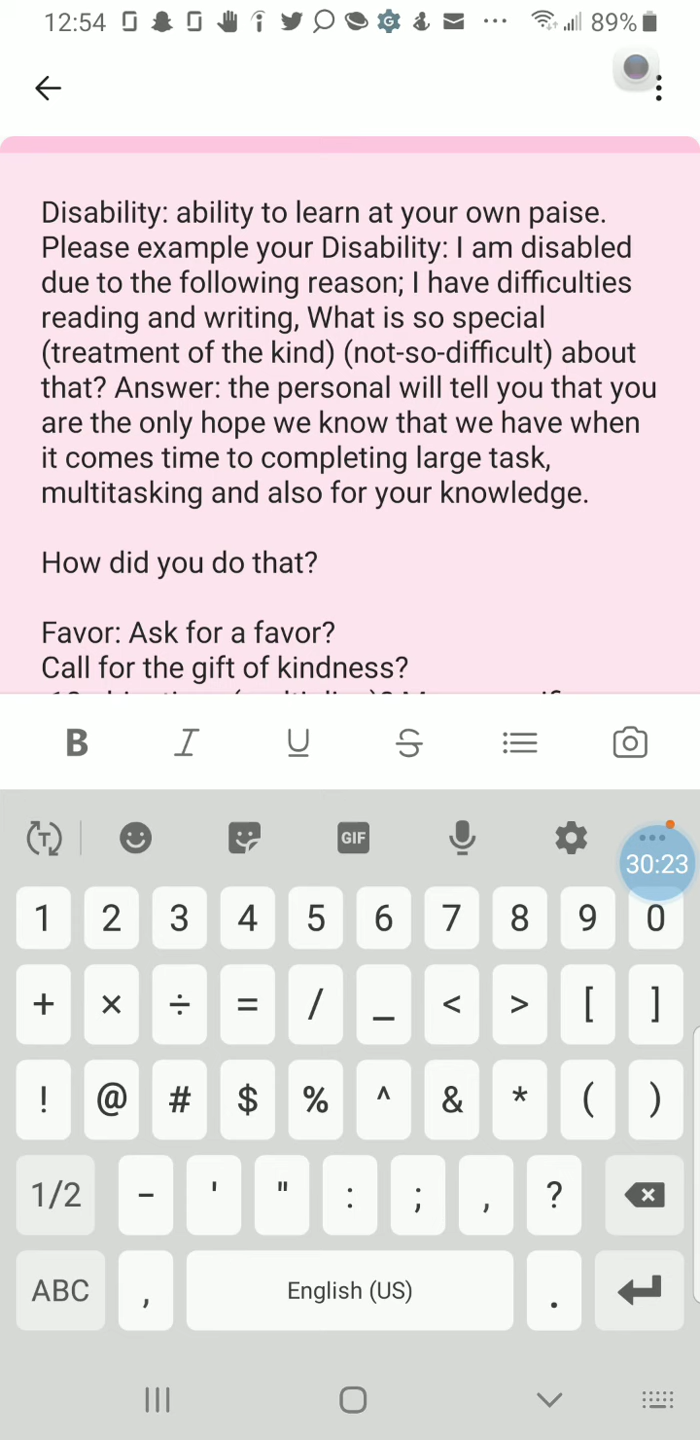 12:54
89%
Disability: ability to learn at your own paise.
Please example your Disability: I am disabled
due to the following reason; I have difficulties
reading and writing, What is so special
(treatment of the kind) (not-so-difficult) about
that? Answer: the personal will tell you that you
are the only hope we know that we have when
it comes time to completing large task,
multitasking and also for your knowledge.
How did you do that?
Favor: Ask for a favor?
Call for the gift of kindness?
B I U S
T GIF
30:23
1 2 3 4 5 6 7 8 9 0
+ × ÷ = / _ < > [ ]
! @ # $ % ^ & * ( )
1/2 - ' " : ; , ?
ABC , English (US) .